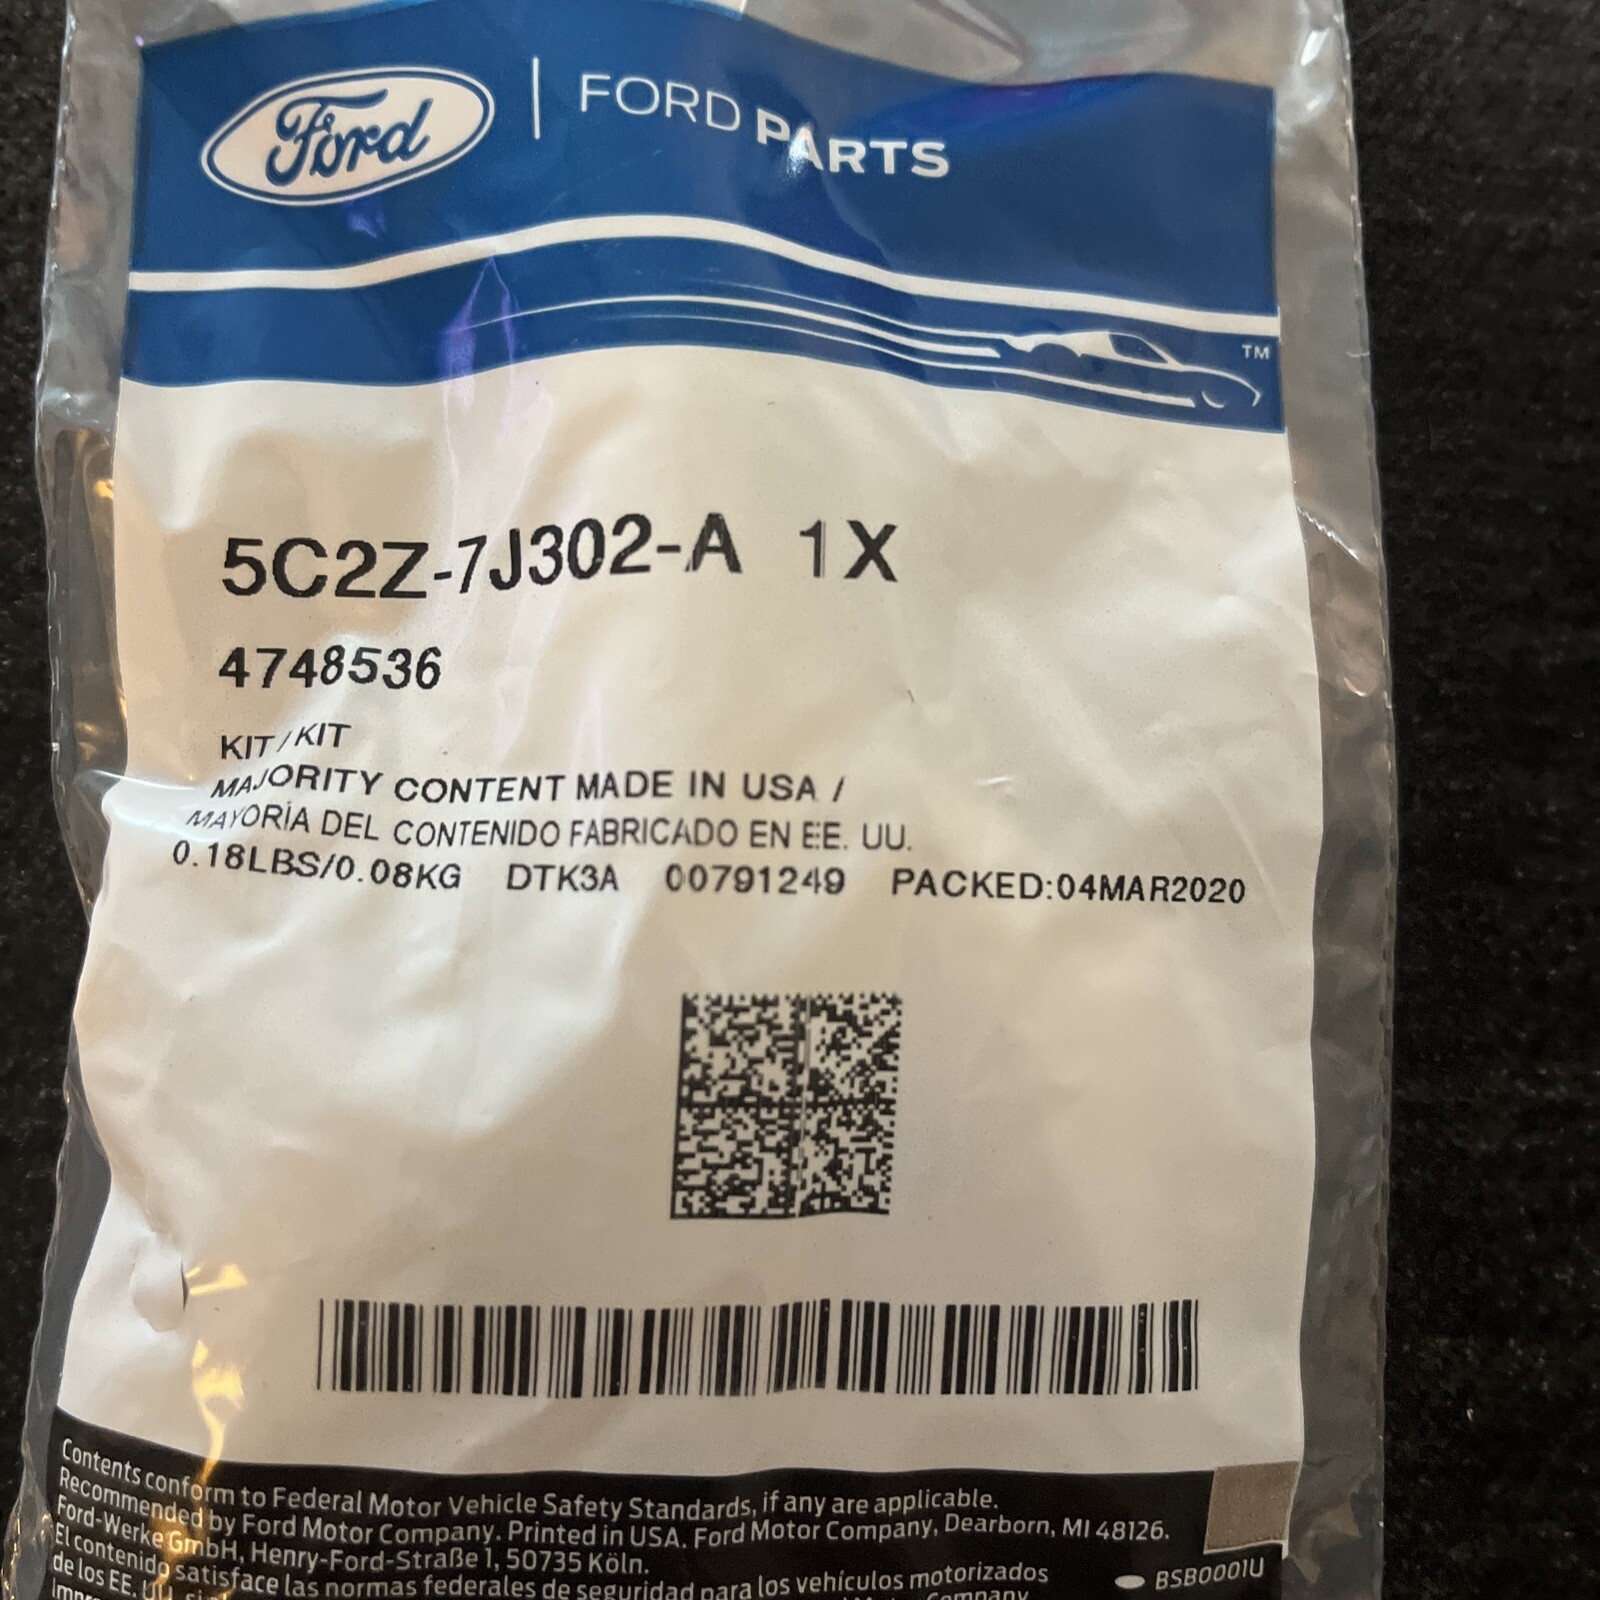 Ford | FORD PARTS
TM
5C2Z-7J302-A 1X
4748536
KIT/KIT
MAJORITY CONTENT MADE IN USA /
MAYORÍA DEL CONTENIDO FABRICADO EN EE. UU.
0.18LBS/0.08KG DTK3A 00791249 PACKED:04MAR2020
Contents conform to Federal Motor Vehicle Safety Standards, if any are applicable.
Recommended by Ford Motor Company. Printed in USA. Ford Motor Company, Dearborn, MI 48126.
Ford-Werke GmbH, Henry-Ford-Straße 1, 50735 Köln.
El contenido satisface las normas federales de seguridad para los vehículos motorizados
de los EE. UU.
BSB0001U